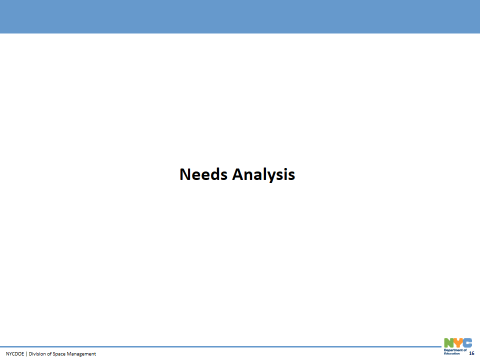 Needs Analysis
NYC
Department of
Education
NYCDOE | Division of Space Management
16